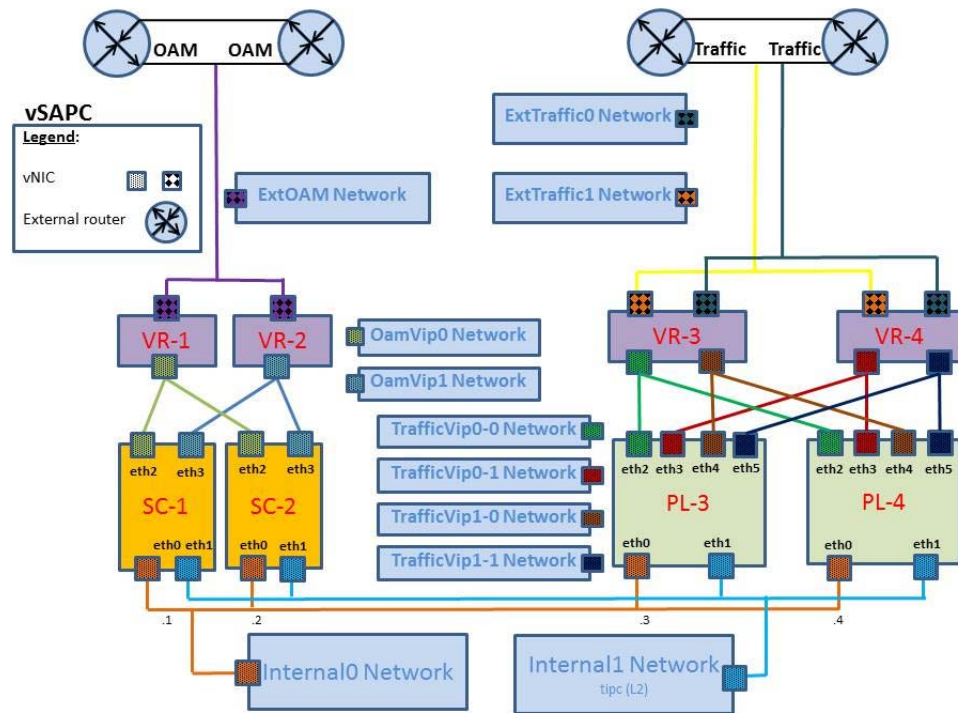 OAM OAM
Traffic Traffic
vSAPC
Legend:
vNIC
External router
ExtTraffic0 Network
ExtOAM Network
ExtTraffic1 Network
VR-1
VR-2
OamVip0 Network
OamVip1 Network
VR-3
VR-4
TrafficVip0-0 Network
TrafficVip0-1 Network
TrafficVip1-0 Network
TrafficVip1-1 Network
eth2 eth3
SC-1
eth0 eth1
eth2 eth3
SC-2
eth0 eth1
eth2 eth3 eth4 eth5
PL-3
eth0 eth1
eth2 eth3 eth4 eth5
PL-4
eth0 eth1
.1 .2 .3 .4
Internal0 Network
Internal1 Network
tipc (L2)